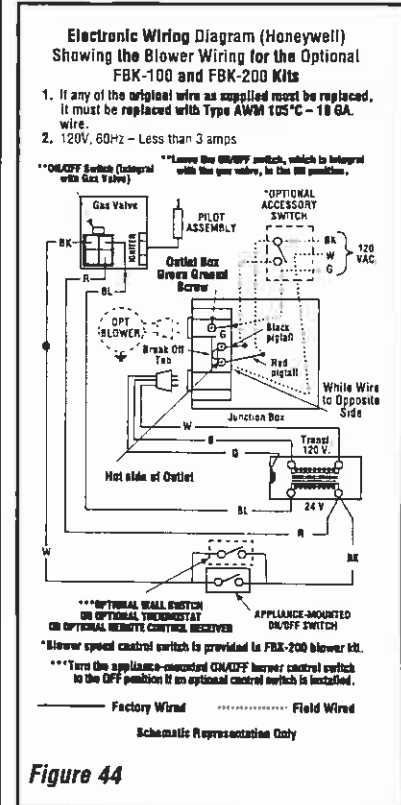 Electronic Wiring Diagram (Honeywell)
Showing the Blower Wiring for the Optional
FBK-100 and FBK-200 Kits
1. If any of the original wire as supplied must be replaced,
it must be replaced with Type AWM 105°C – 18 GA.
wire.
2. 120V, 60Hz – Less than 3 amps
**ON/OFF Switch (Integral
with Gas Valve)
**Leave the ON/OFF switch, which is integral
with the gas valve, in the ON position.
Gas Valve
PILOT
ASSEMBLY
IGNITER
*OPTIONAL
ACCESSORY
SWITCH
BK
W
G
120
VAC
BK
R
BL
Outlet Box
Green Ground
Screw
G
OPT
BLOWER
Break Off
Tab
Black
pigtail
Red
pigtail
While Wire
to Opposite
Side
Junction Box
W
B
G
Transf
120 V.
Hot side of Outlet
24 V
BL
R
W
BK
***OPTIONAL WALL SWITCH
OR OPTIONAL THERMOSTAT
OR OPTIONAL REMOTE CONTROL RECEIVER
APPLIANCE-MOUNTED
ON/OFF SWITCH
*Blower speed control switch is provided in FBK-200 blower kit.
***Turn the appliance-mounted ON/OFF burner control switch
to the OFF position if an optional control switch is installed.
Factory Wired
Field Wired
Schematic Representation Only
Figure 44